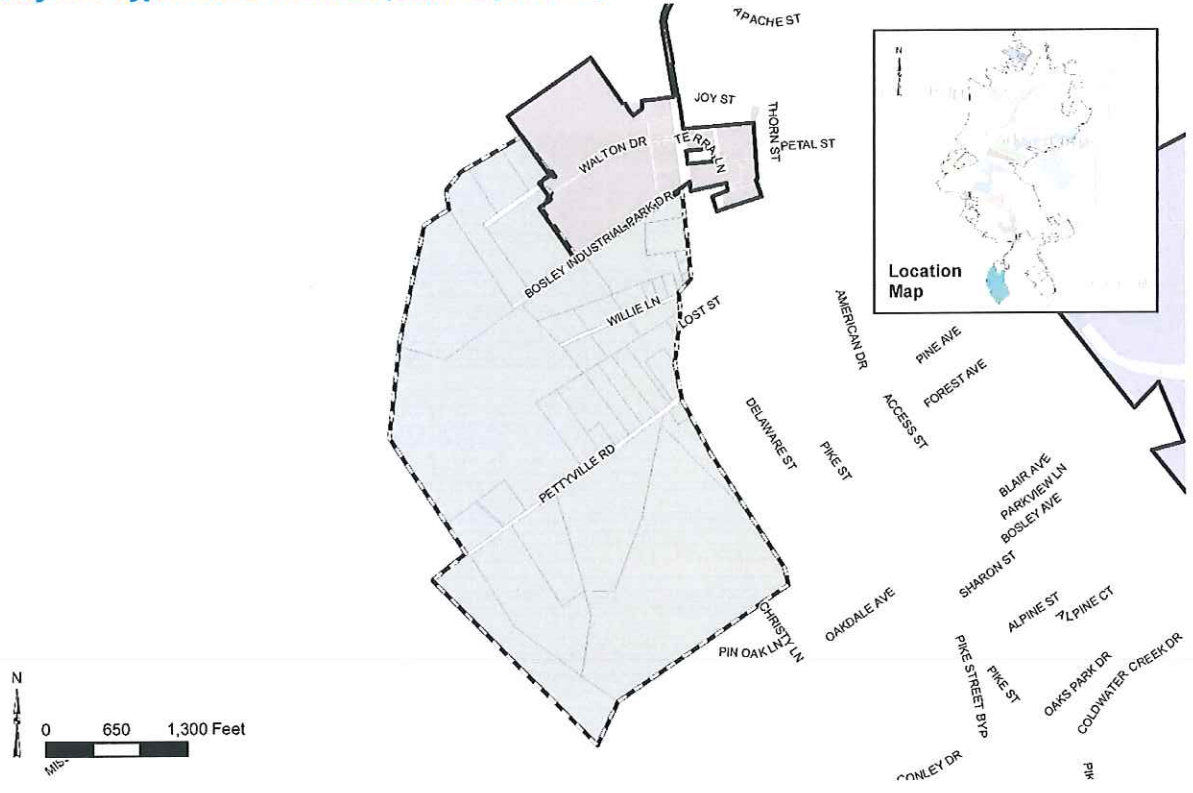 APACHE ST
JOY ST
THORN ST
PETAL ST
TERRA LN
WALTON DR
BOSLEY INDUSTRIAL PARK DR
WILLIE LN
LOST ST
PETTYVILLE RD
AMERICAN DR
PINE AVE
FOREST AVE
ACCESS ST
DELAWARE ST
PIKE ST
BLAIR AVE
PARKVIEW LN
BOSLEY AVE
SHARON ST
ALPINE ST
ALPINE CT
OAKDALE AVE
CHRISTY LN
PIN OAK LN
PIKE STREET BYP
PIKE ST
OAKS PARK DR
COLDWATER CREEK DR
CONLEY DR
PIK
N
Location
Map
N
0 650 1,300 Feet